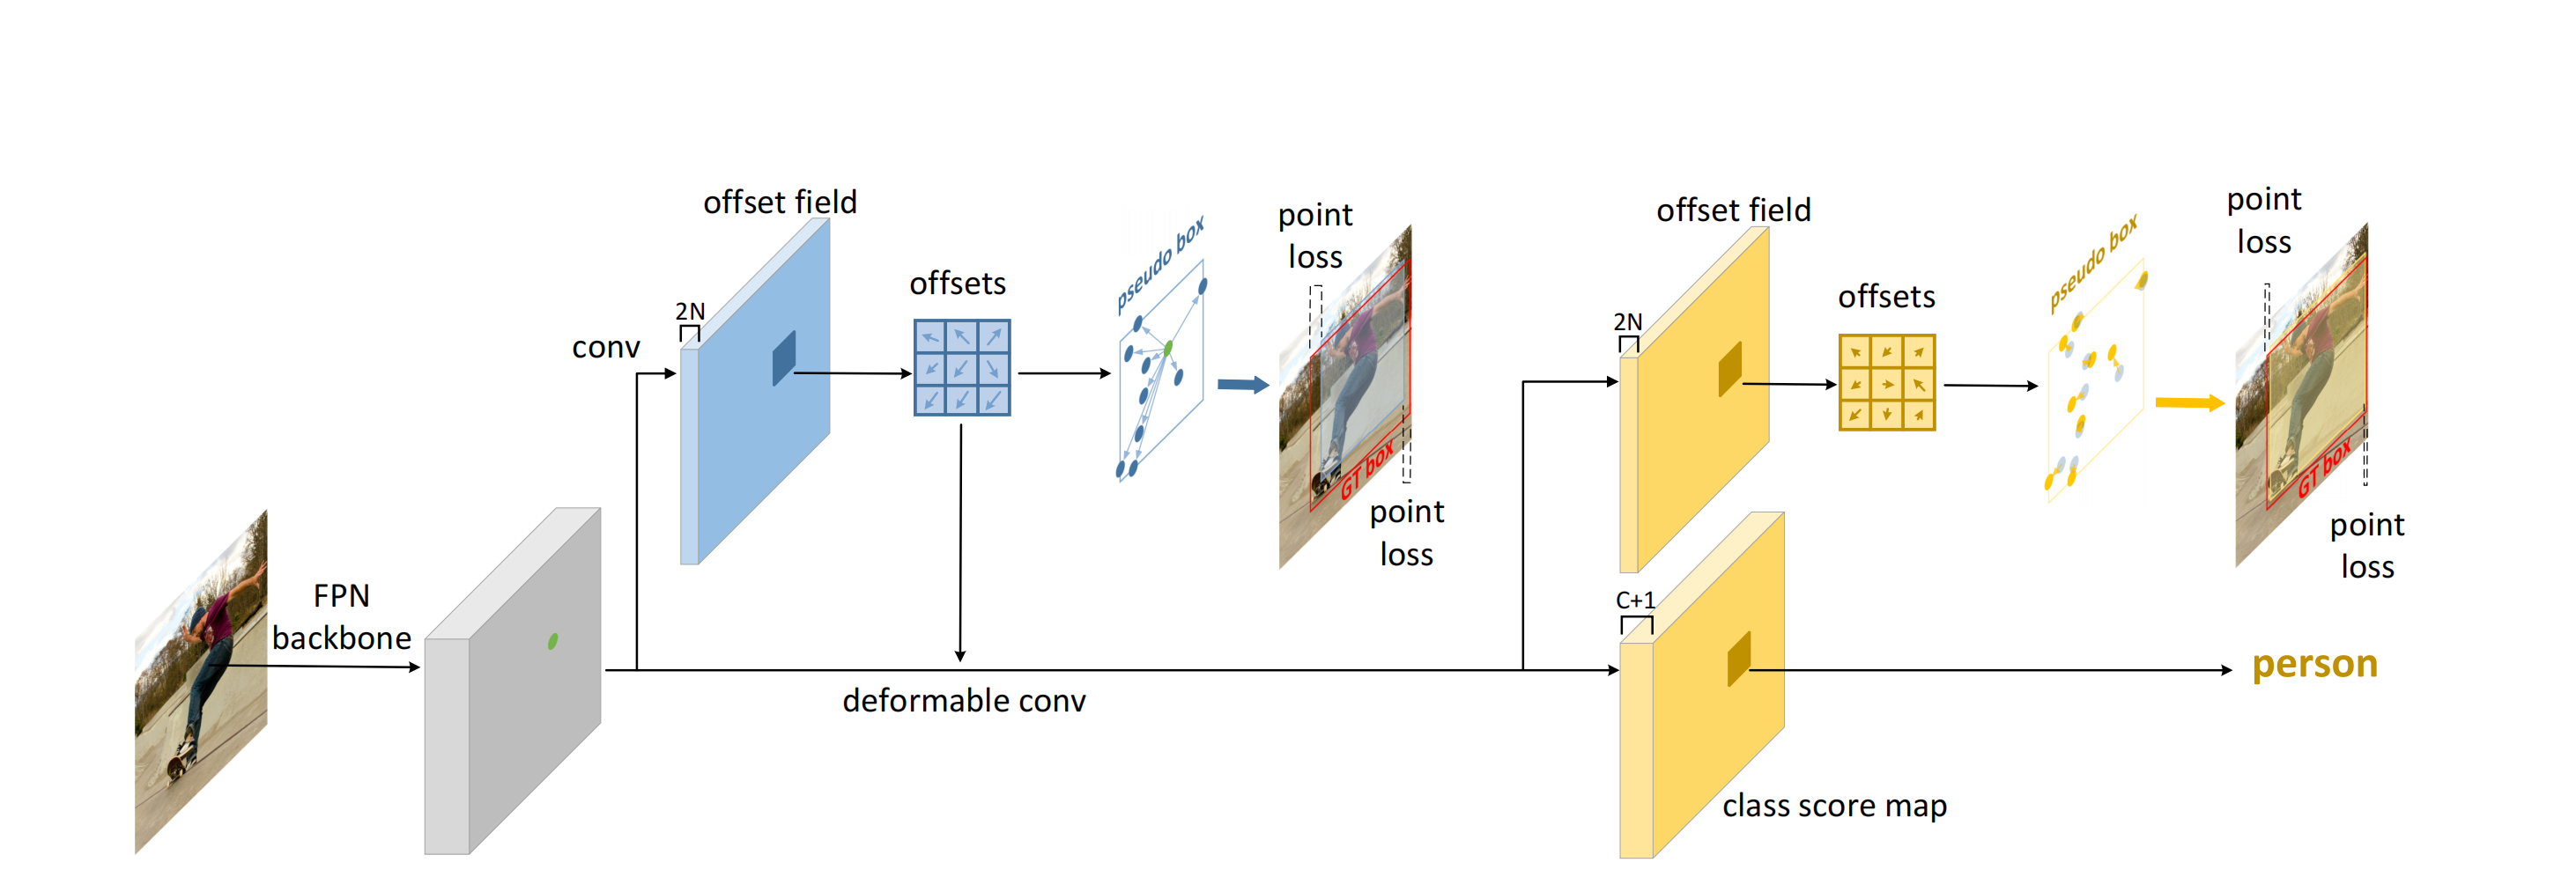 FPN
backbone
conv
2N
offset field
offsets
pseudo box
point
loss
GT box
point
loss
deformable conv
2N
offset field
offsets
pseudo box
point
loss
GT box
point
loss
C+1
class score map
person